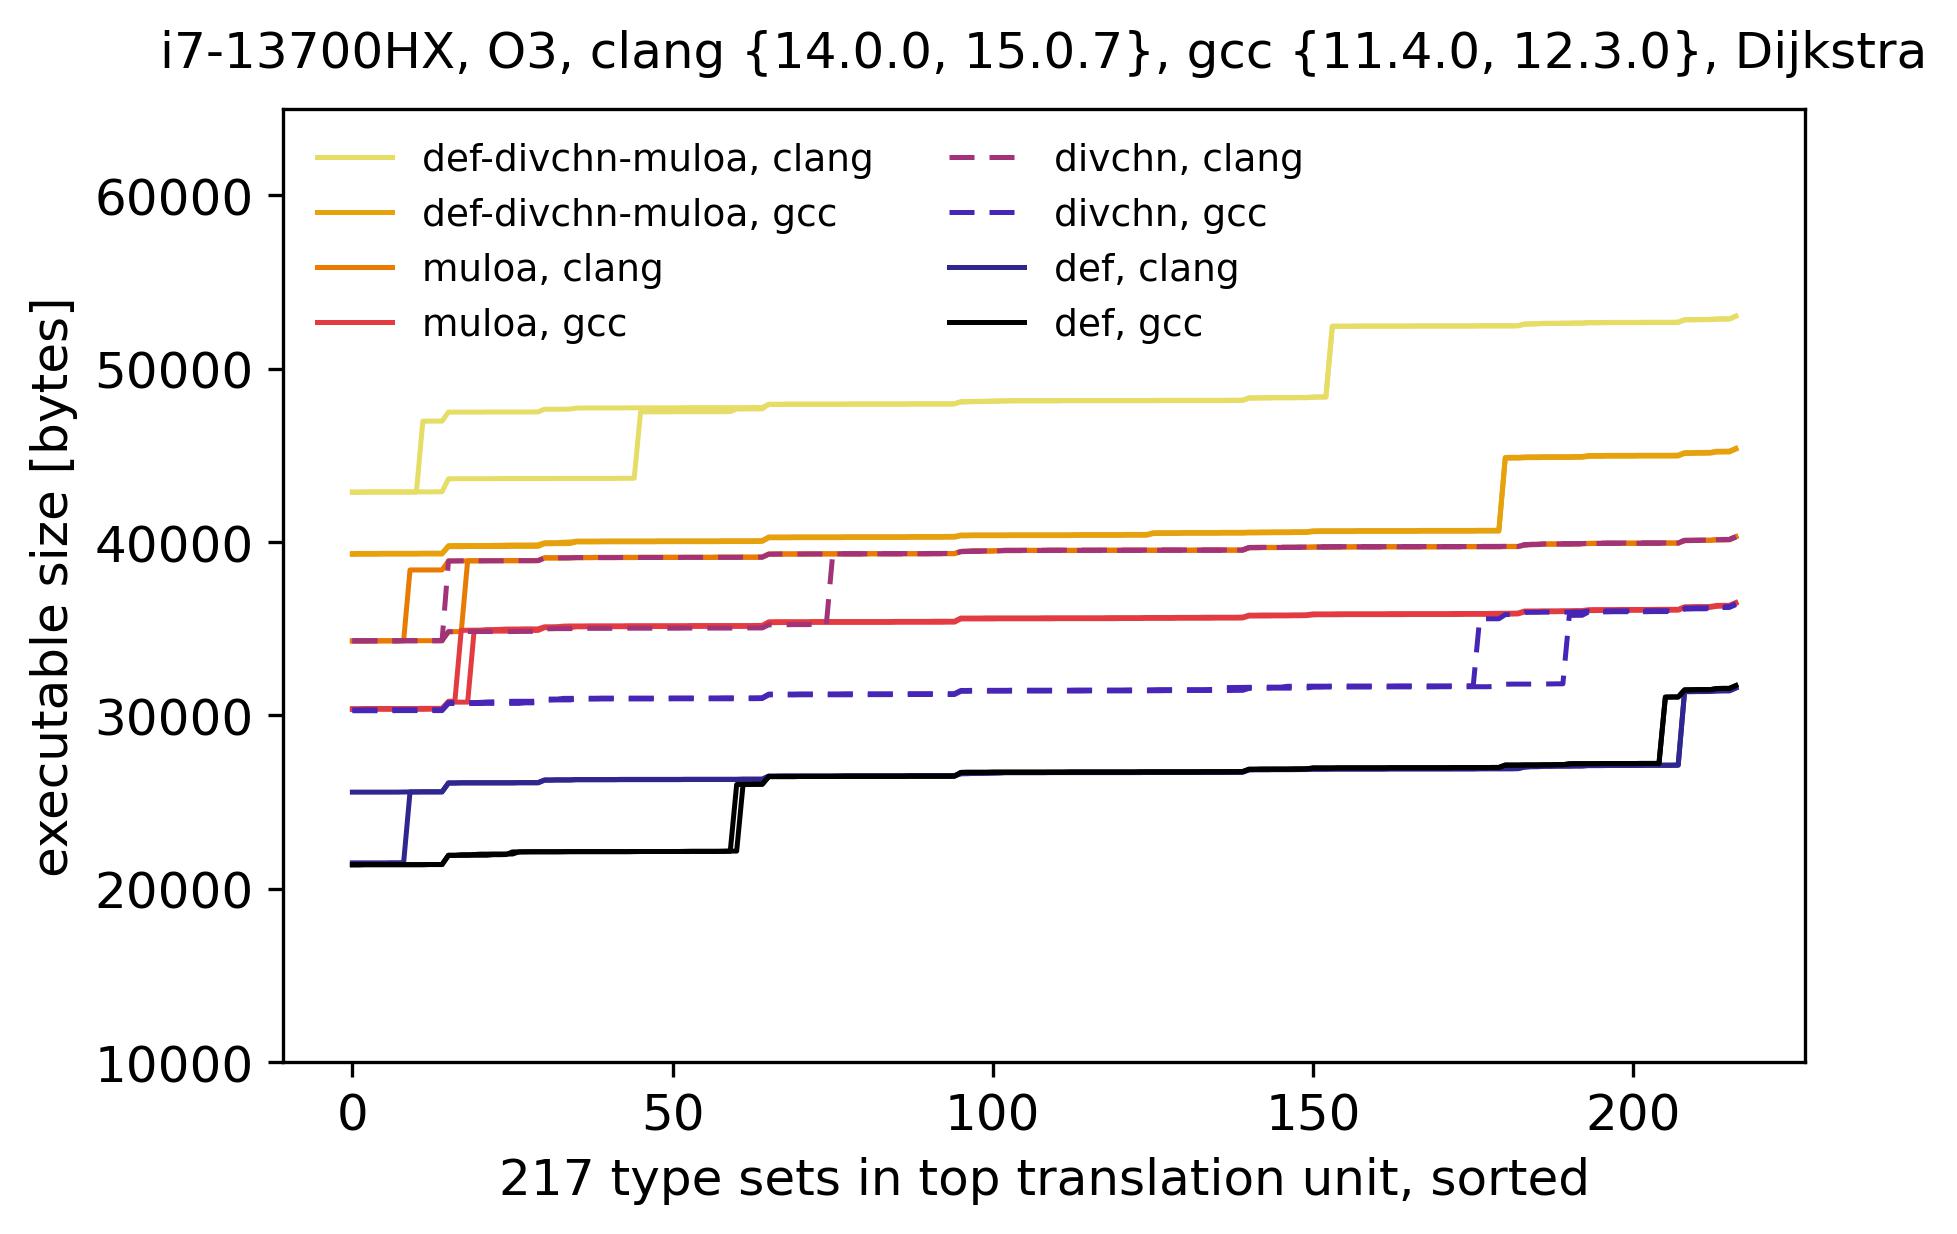 i7-13700HX, O3, clang {14.0.0, 15.0.7}, gcc {11.4.0, 12.3.0}, Dijkstra
executable size [bytes]
60000
50000
40000
30000
20000
10000
def-divchn-muloa, clang
def-divchn-muloa, gcc
muloa, clang
muloa, gcc
divchn, clang
divchn, gcc
def, clang
def, gcc
0
50
100
150
200
217 type sets in top translation unit, sorted